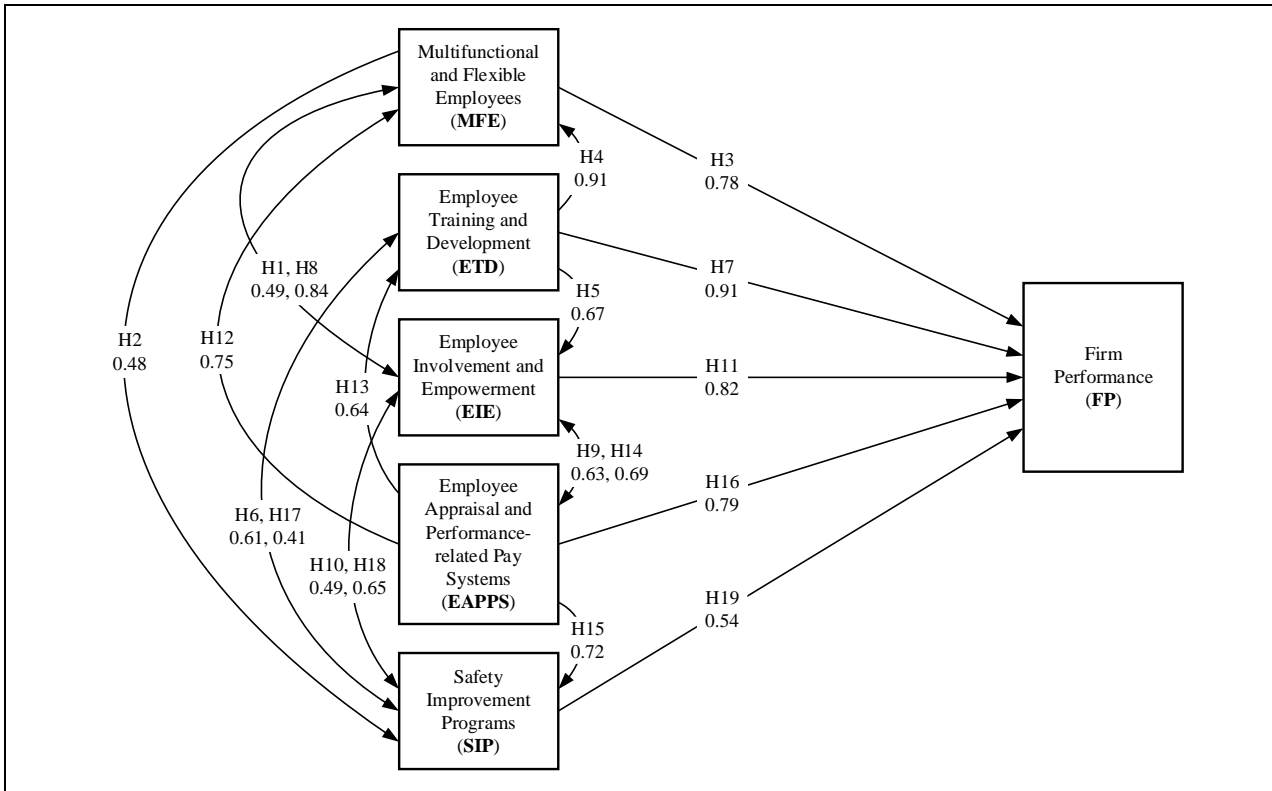 Multifunctional
and Flexible
Employees
(MFE)
H3
0.78
H4
0.91
Employee
Training and
Development
(ETD)
H1, H8
0.49, 0.84
H7
0.91
H5
0.67
H2
0.48
H12
0.75
Employee
Involvement and
Empowerment
(EIE)
H13
0.64
H11
0.82
Firm
Performance
(FP)
H9, H14
0.63, 0.69
Employee
Appraisal and
Performance-
related Pay
Systems
(EAPPS)
H16
0.79
H6, H17
0.61, 0.41
H10, H18
0.49, 0.65
H19
0.54
H15
0.72
Safety
Improvement
Programs
(SIP)